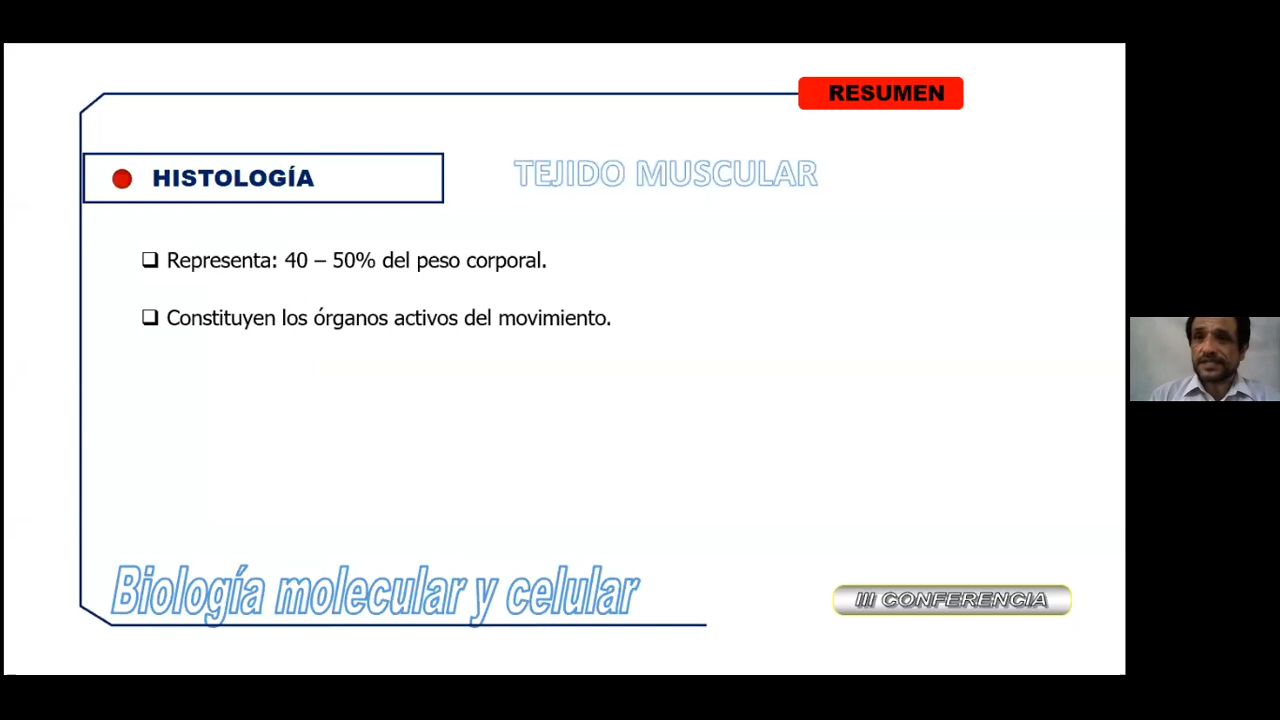 RESUMEN
HISTOLOGÍA
TEJIDO MUSCULAR
Representa: 40 – 50% del peso corporal.
Constituyen los órganos activos del movimiento.
Biología molecular y celular
III CONFERENCIA